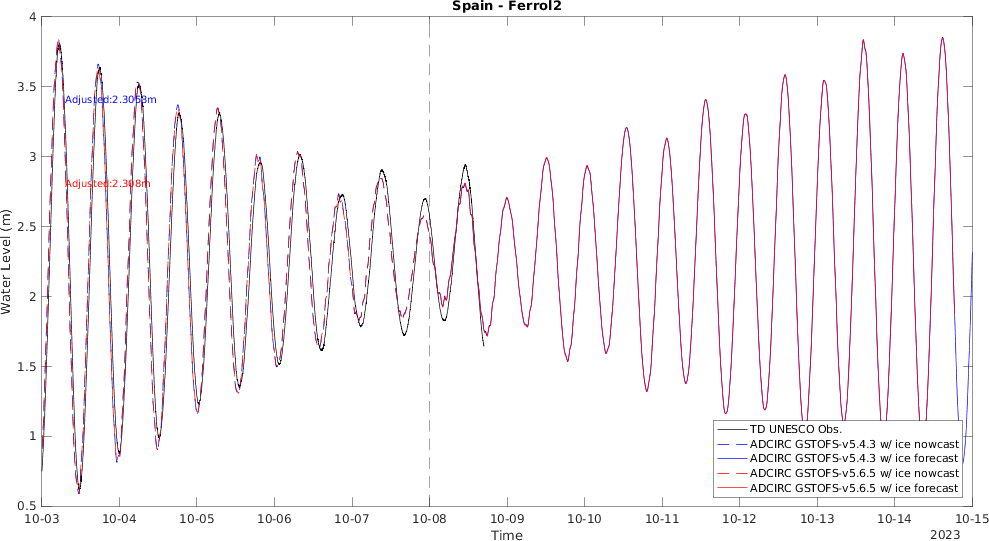 Spain - Ferrol2
4
3.5
3
2.5
2
1.5
1
0.5
Water Level (m)
Adjusted:2.3053m
Adjusted:2.308m
TD UNESCO Obs.
ADCIRC GSTOFS-v5.4.3 w/ ice nowcast
ADCIRC GSTOFS-v5.4.3 w/ ice forecast
ADCIRC GSTOFS-v5.6.5 w/ ice nowcast
ADCIRC GSTOFS-v5.6.5 w/ ice forecast
10-03 10-04 10-05 10-06 10-07 10-08 10-09 10-10 10-11 10-12 10-13 10-14 10-15
Time
2023